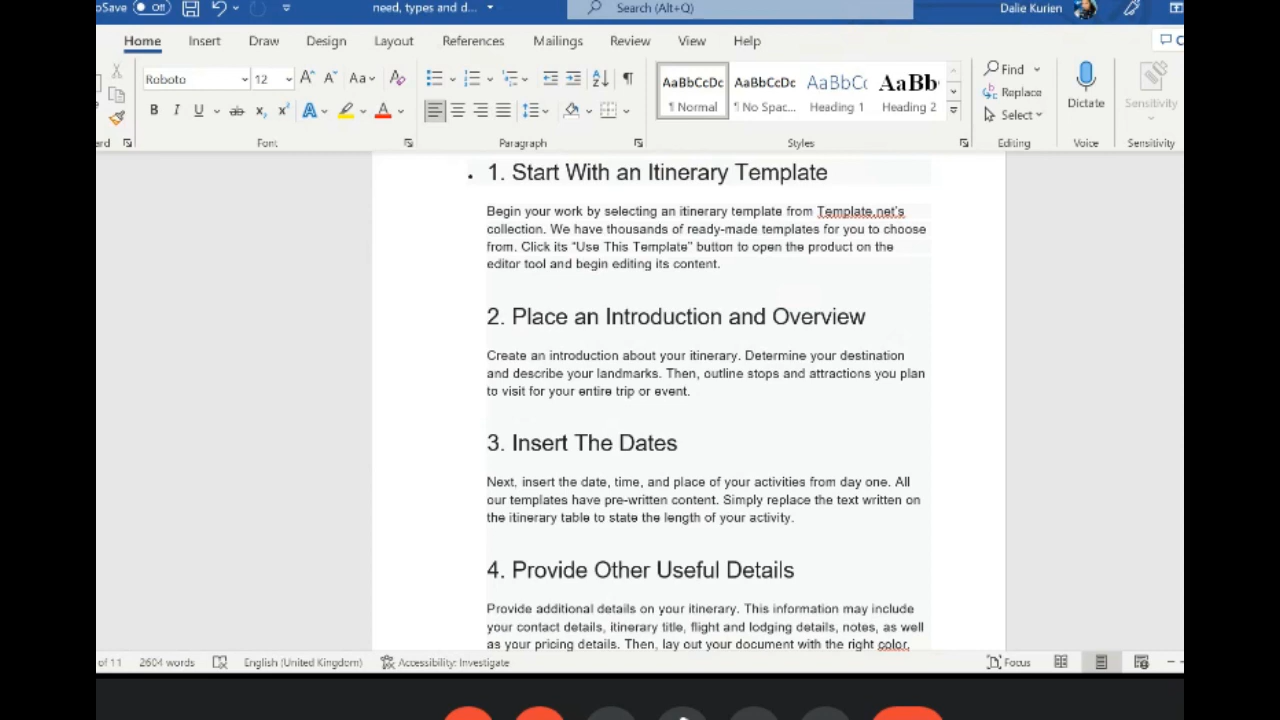 oSave Off need, types and d... Search (Alt+Q) Dalie Kurien
Home Insert Draw Design Layout References Mailings Review View Help
Roboto 12 Aa AaBbCcDc AaBbCcDc AaBbCc AaBb Find
Replace
B I U ab x, x² A A ¶ Normal ¶ No Spac... Heading 1 Heading 2 Select Dictate Sensitivity
Font Paragraph Styles Editing Voice Sensitivity
1. Start With an Itinerary Template
Begin your work by selecting an itinerary template from Template.net's
collection. We have thousands of ready-made templates for you to choose
from. Click its "Use This Template" button to open the product on the
editor tool and begin editing its content.
2. Place an Introduction and Overview
Create an introduction about your itinerary. Determine your destination
and describe your landmarks. Then, outline stops and attractions you plan
to visit for your entire trip or event.
3. Insert The Dates
Next, insert the date, time, and place of your activities from day one. All
our templates have pre-written content. Simply replace the text written on
the itinerary table to state the length of your activity.
4. Provide Other Useful Details
Provide additional details on your itinerary. This information may include
your contact details, itinerary title, flight and lodging details, notes, as well
as your pricing details. Then, lay out your document with the right color,
of 11 2604 words English (United Kingdom) Accessibility: Investigate Focus